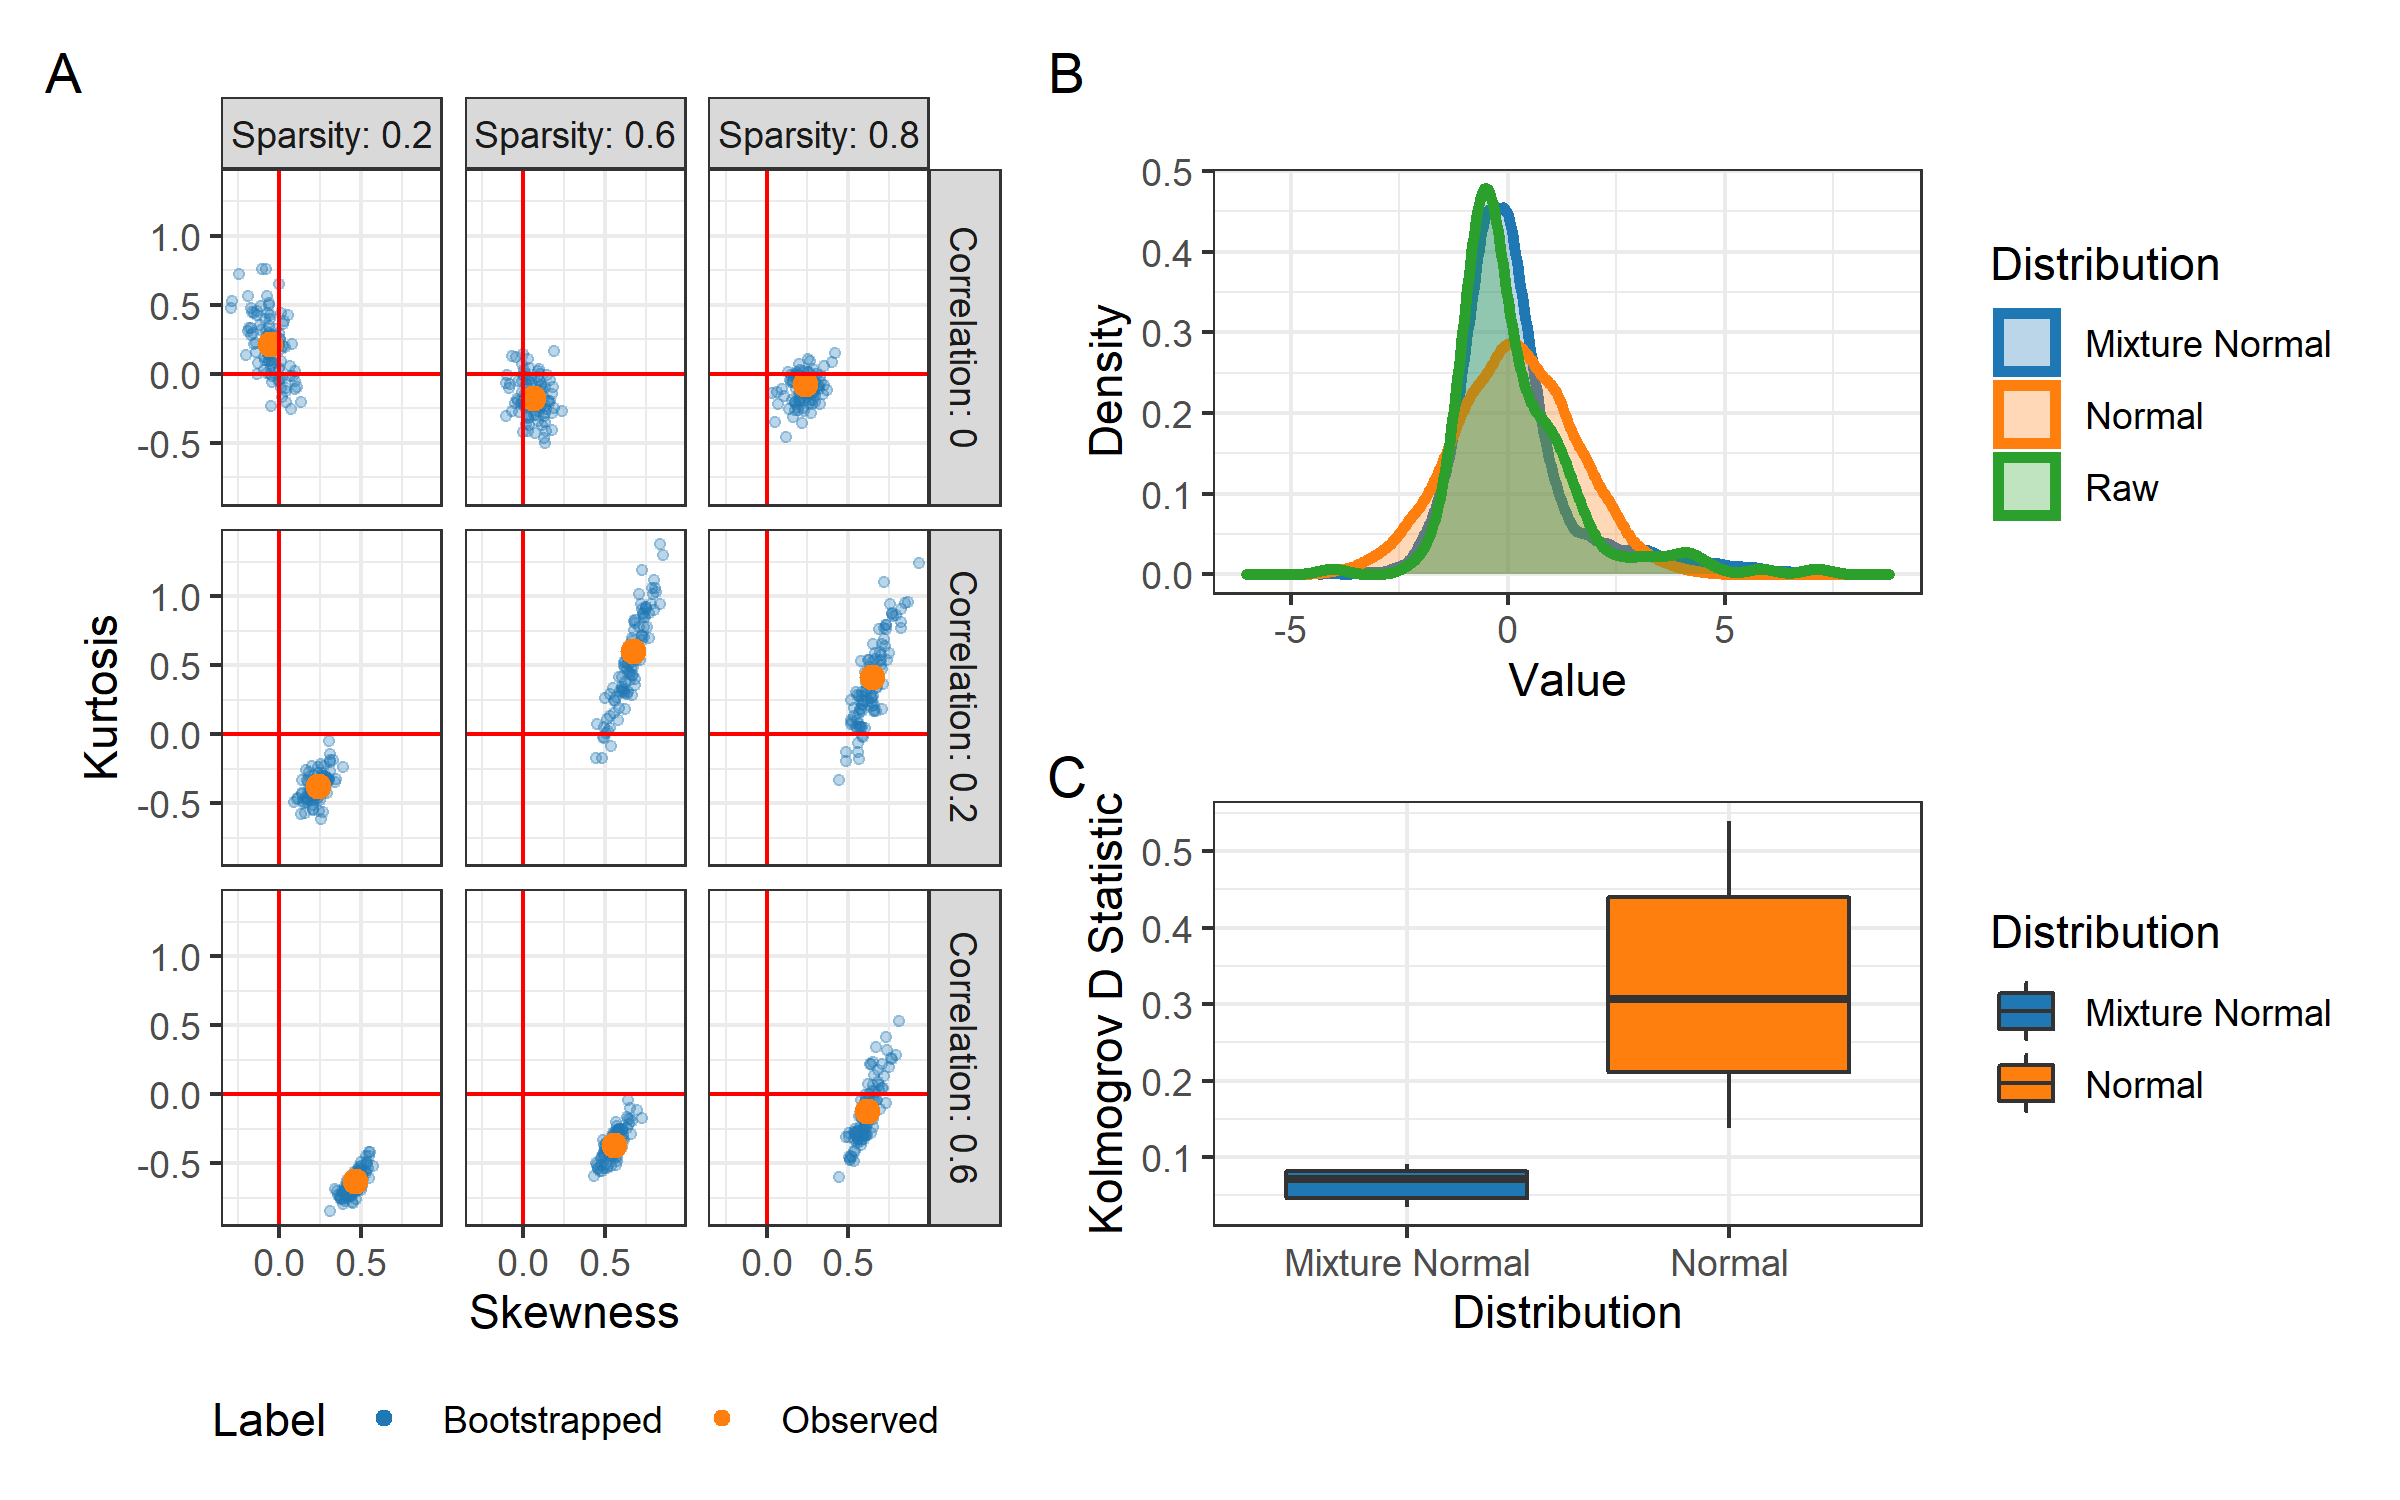 A
Sparsity: 0.2
Sparsity: 0.6
Sparsity: 0.8
Correlation: 0
Correlation: 0.2
Correlation: 0.6
1.0
0.5
0.0
-0.5
1.0
0.5
0.0
-0.5
1.0
0.5
0.0
-0.5
Kurtosis
0.0 0.5
0.0 0.5
0.0 0.5
Skewness
Label Bootstrapped Observed
B
0.5
0.4
0.3
0.2
0.1
0.0
Density
-5 0 5
Value
Distribution
Mixture Normal
Normal
Raw
C
0.5
0.4
0.3
0.2
0.1
Kolmogrov D Statistic
Mixture Normal Normal
Distribution
Distribution
Mixture Normal
Normal